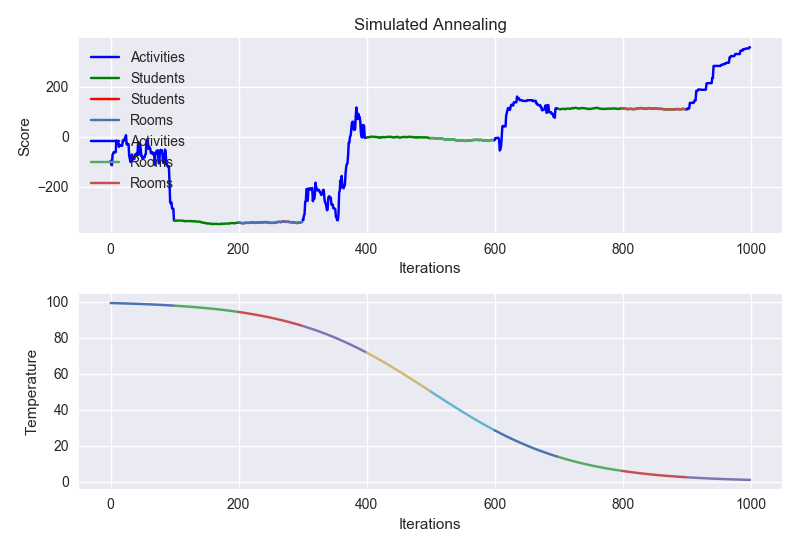 Simulated Annealing
Score
200
0
−200
Activities
Students
Students
Rooms
Activities
Rooms
Rooms
0 200 400 600 800 1000
Iterations
Temperature
100
80
60
40
20
0
0 200 400 600 800 1000
Iterations